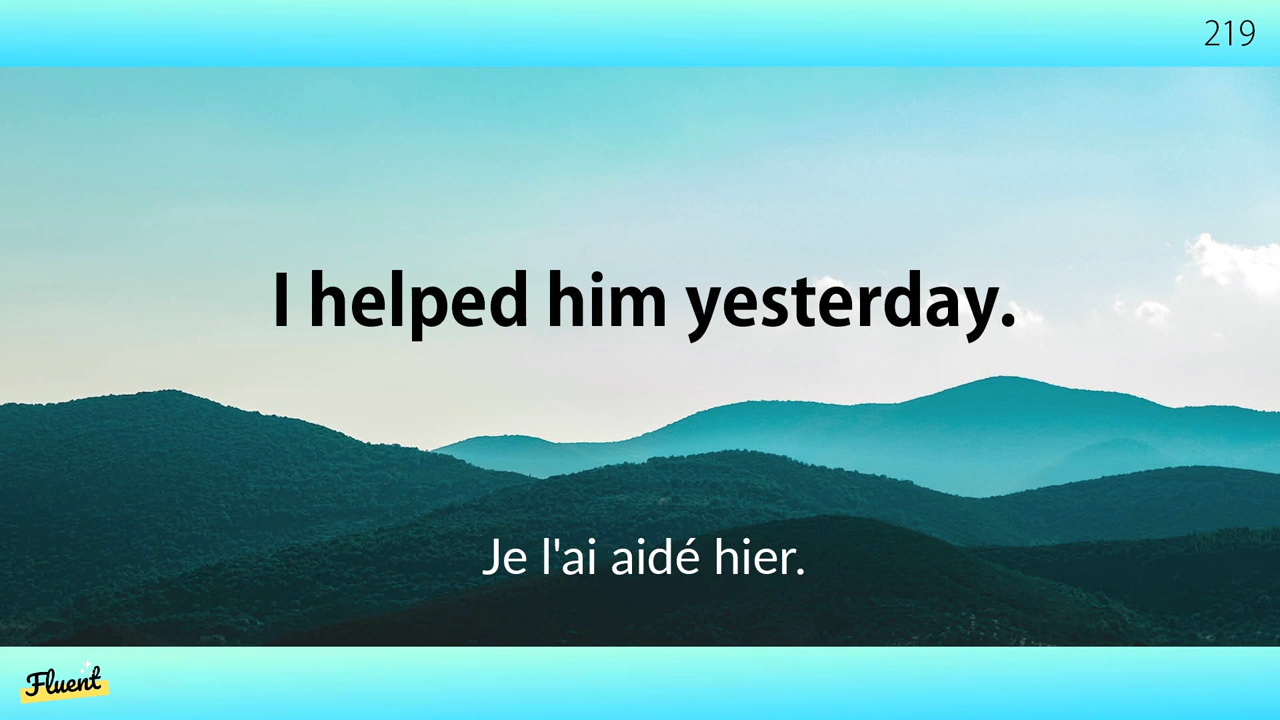 219
I helped him yesterday.
Je l'ai aidé hier.
Fluent